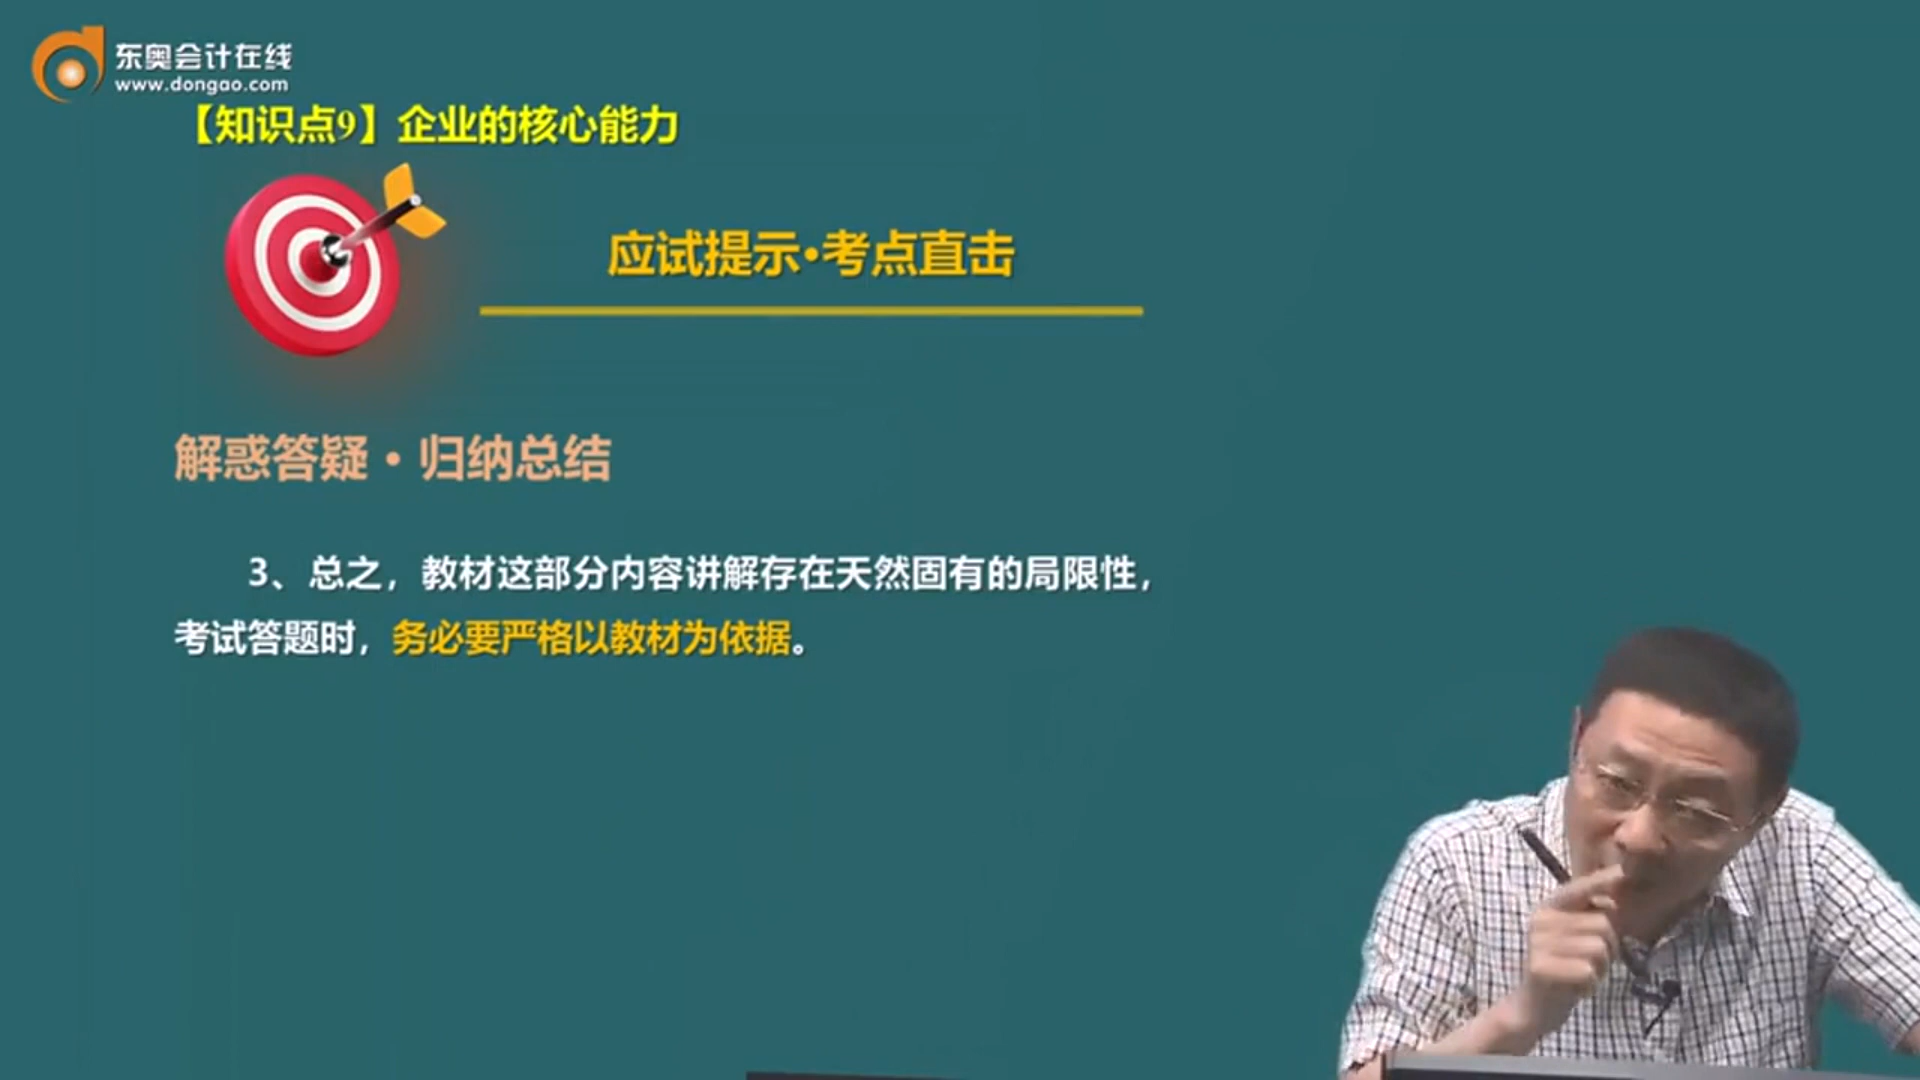 东奥会计在线
www.dongao.com
【知识点9】企业的核心能力
应试提示·考点直击
解惑答疑·归纳总结
3、总之，教材这部分内容讲解存在天然固有的局限性，
考试答题时，务必要严格以教材为依据。